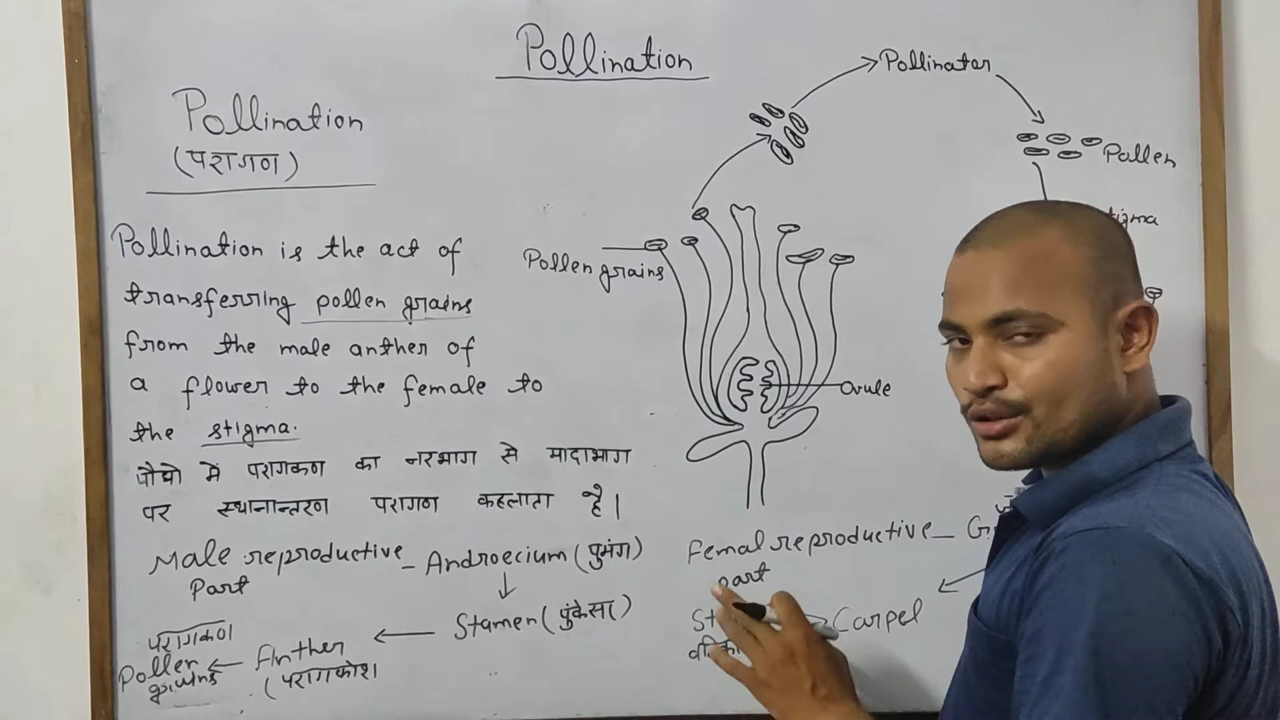 Pollination
Pollination
(परागण)
Pollination is the act of
transferring pollen grains
from the male anther of
a flower to the female to
the stigma.
पौधो में परागकण का नरभाग से मादाभाग
पर स्थानान्तरण परागण कहलाता है।
Male reproductive - Androecium (पुमंग)
Part
Stamen (पुंकेसर)
Anther
(परागकोश)
परागकण
Pollen
grains
Pollinator
Pollen
Pollen grains
Ovule
Femal reproductive -
part
Carpel